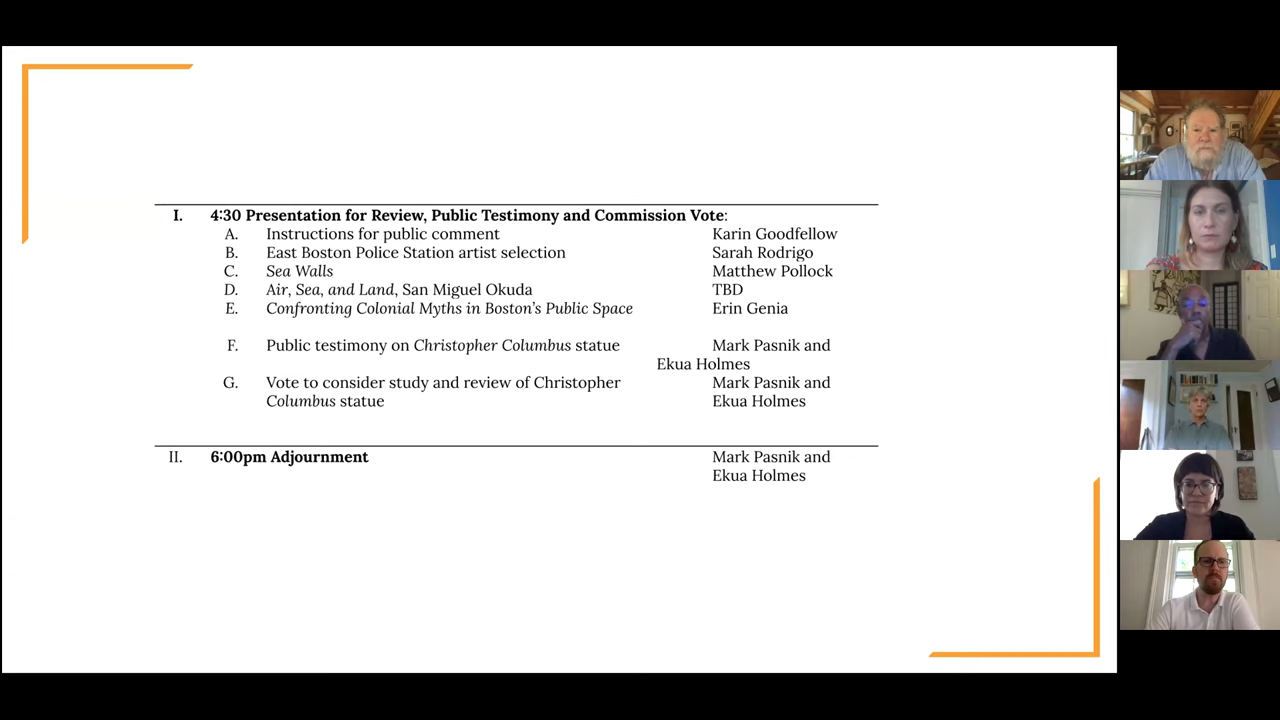 I. 4:30 Presentation for Review, Public Testimony and Commission Vote:
A. Instructions for public comment Karin Goodfellow
B. East Boston Police Station artist selection Sarah Rodrigo
C. Sea Walls Matthew Pollock
D. Air, Sea, and Land, San Miguel Okuda TBD
E. Confronting Colonial Myths in Boston's Public Space Erin Genia
F. Public testimony on Christopher Columbus statue Mark Pasnik and
Ekua Holmes
G. Vote to consider study and review of Christopher Mark Pasnik and
Columbus statue Ekua Holmes
II. 6:00pm Adjournment Mark Pasnik and
Ekua Holmes